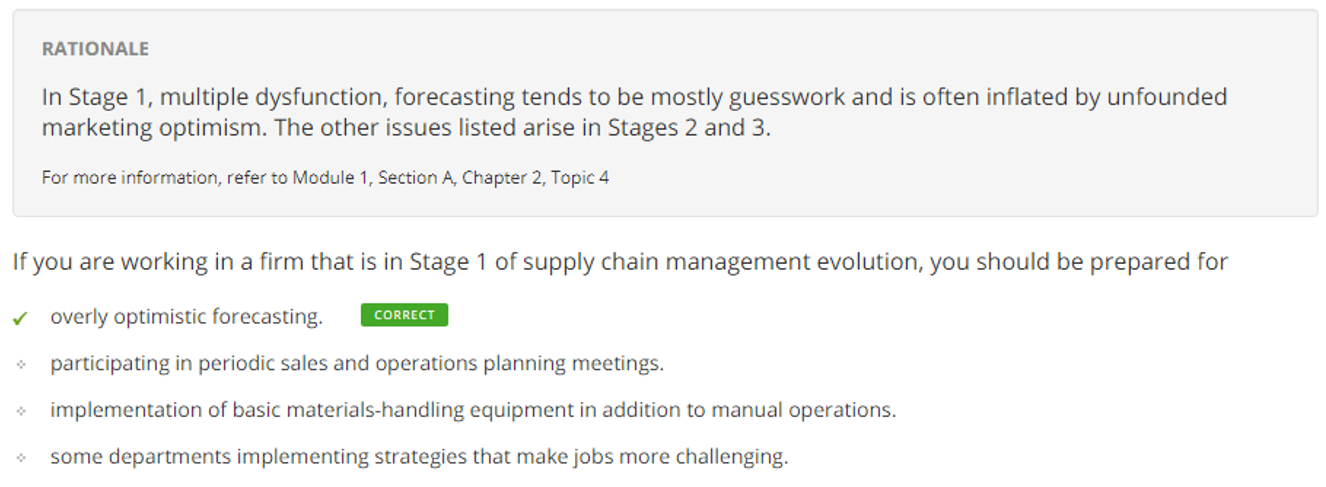 RATIONALE
In Stage 1, multiple dysfunction, forecasting tends to be mostly guesswork and is often inflated by unfounded
marketing optimism. The other issues listed arise in Stages 2 and 3.
For more information, refer to Module 1, Section A, Chapter 2, Topic 4
If you are working in a firm that is in Stage 1 of supply chain management evolution, you should be prepared for
overly optimistic forecasting. CORRECT
participating in periodic sales and operations planning meetings.
implementation of basic materials-handling equipment in addition to manual operations.
some departments implementing strategies that make jobs more challenging.